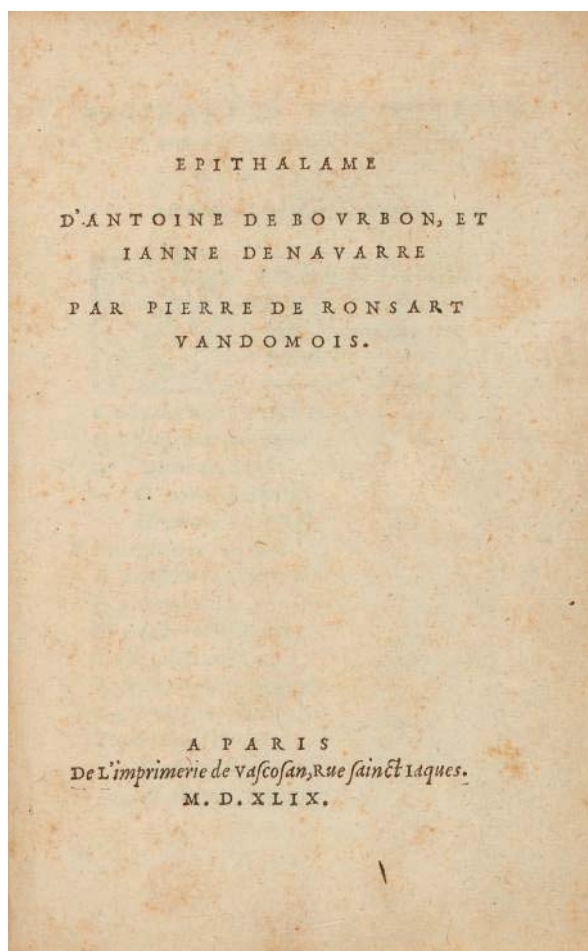 EPITHALAME
D'ANTOINE DE BOVRBON, ET
IANNE DE NAVARRE
PAR PIERRE DE RONSART
VANDOMOIS.
A PARIS
De L'imprimerie de Vaſcoſan, Rue ſainct Iaques.
M. D. XLIX.